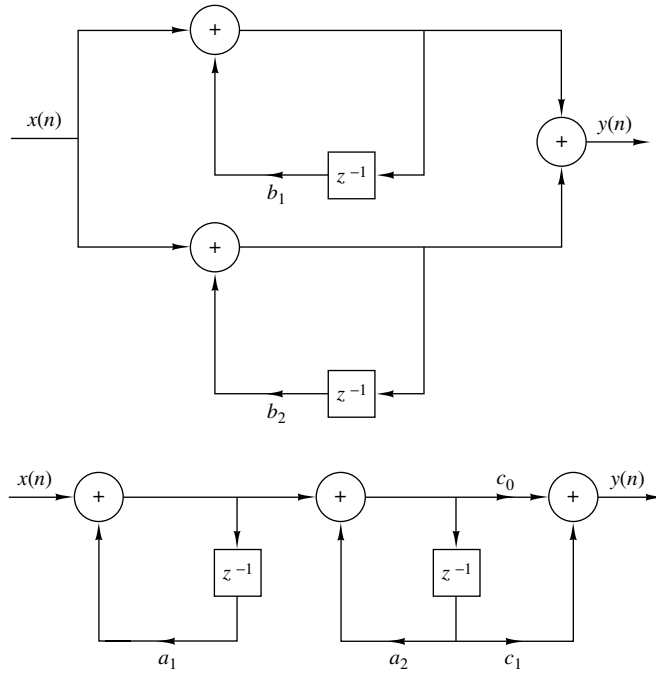 +
x(n)
+
y(n)
z⁻¹
b₁
+
z⁻¹
b₂
x(n)
+
+
c₀
+
y(n)
z⁻¹
z⁻¹
a₁
a₂
c₁